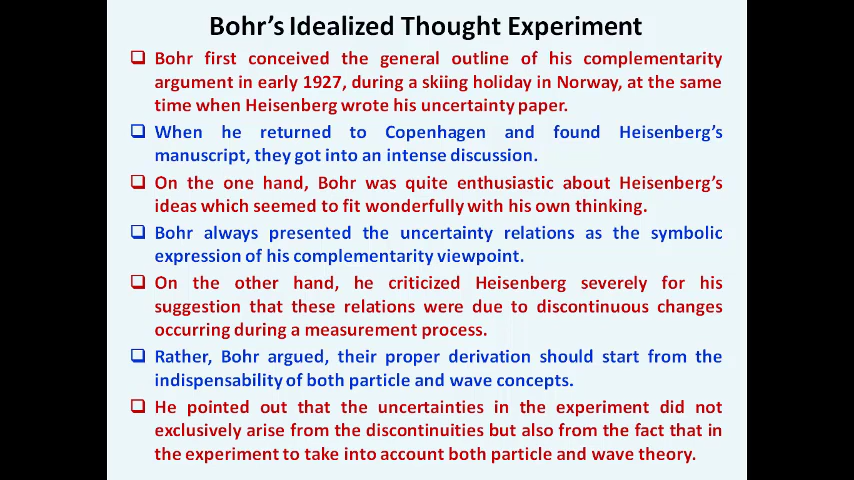 Bohr's Idealized Thought Experiment
❑ Bohr first conceived the general outline of his complementarity
argument in early 1927, during a skiing holiday in Norway, at the same
time when Heisenberg wrote his uncertainty paper.
❑ When he returned to Copenhagen and found Heisenberg's
manuscript, they got into an intense discussion.
❑ On the one hand, Bohr was quite enthusiastic about Heisenberg's
ideas which seemed to fit wonderfully with his own thinking.
❑ Bohr always presented the uncertainty relations as the symbolic
expression of his complementarity viewpoint.
❑ On the other hand, he criticized Heisenberg severely for his
suggestion that these relations were due to discontinuous changes
occurring during a measurement process.
❑ Rather, Bohr argued, their proper derivation should start from the
indispensability of both particle and wave concepts.
❑ He pointed out that the uncertainties in the experiment did not
exclusively arise from the discontinuities but also from the fact that in
the experiment to take into account both particle and wave theory.